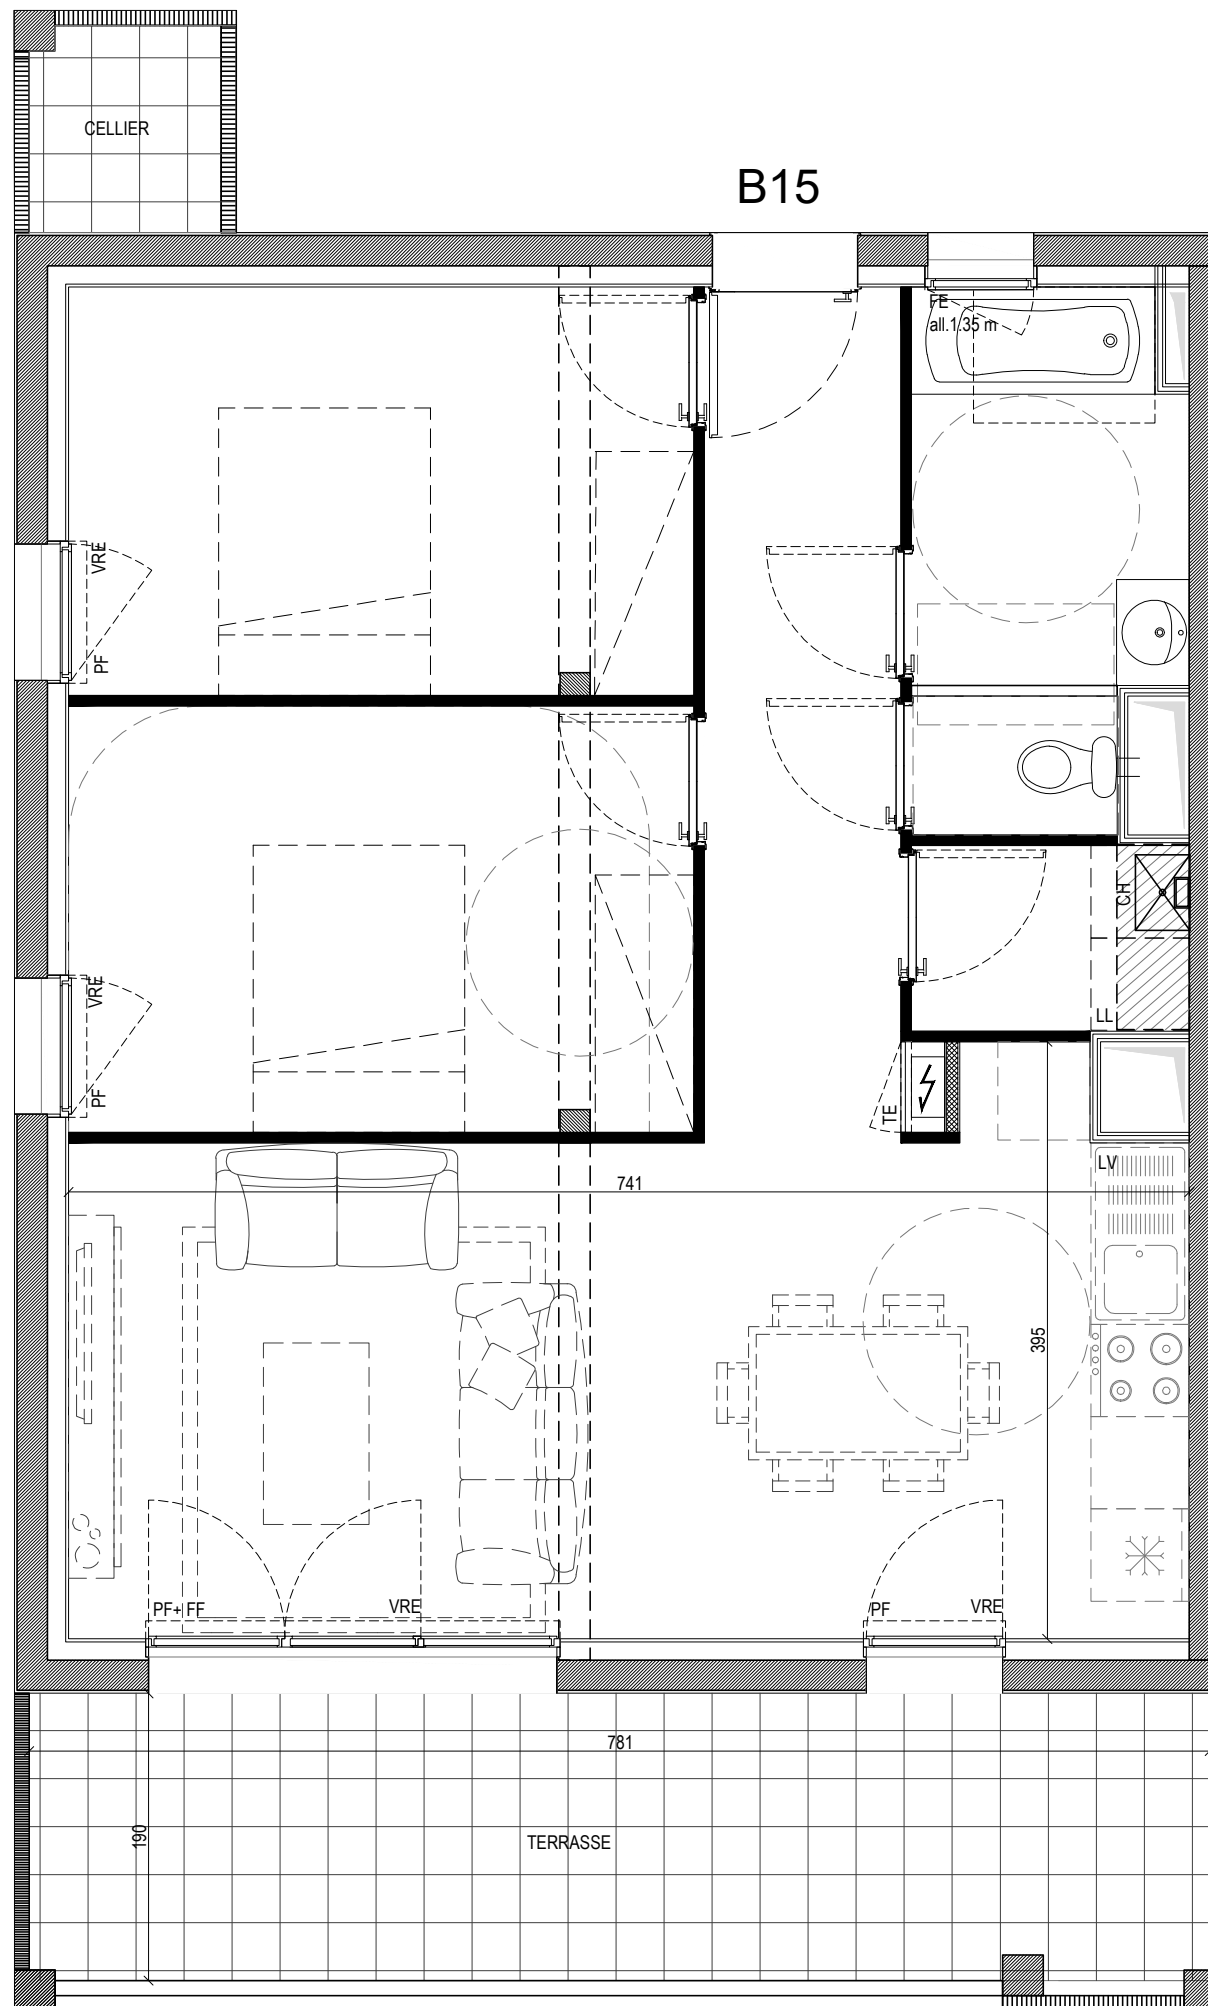 CELLIER
B15
FE
all.1.35 m
VRE
PF
VRE
PF
CH
LL
TE
LV
741
395
PF+ FF
VRE
PF
VRE
781
190
TERRASSE